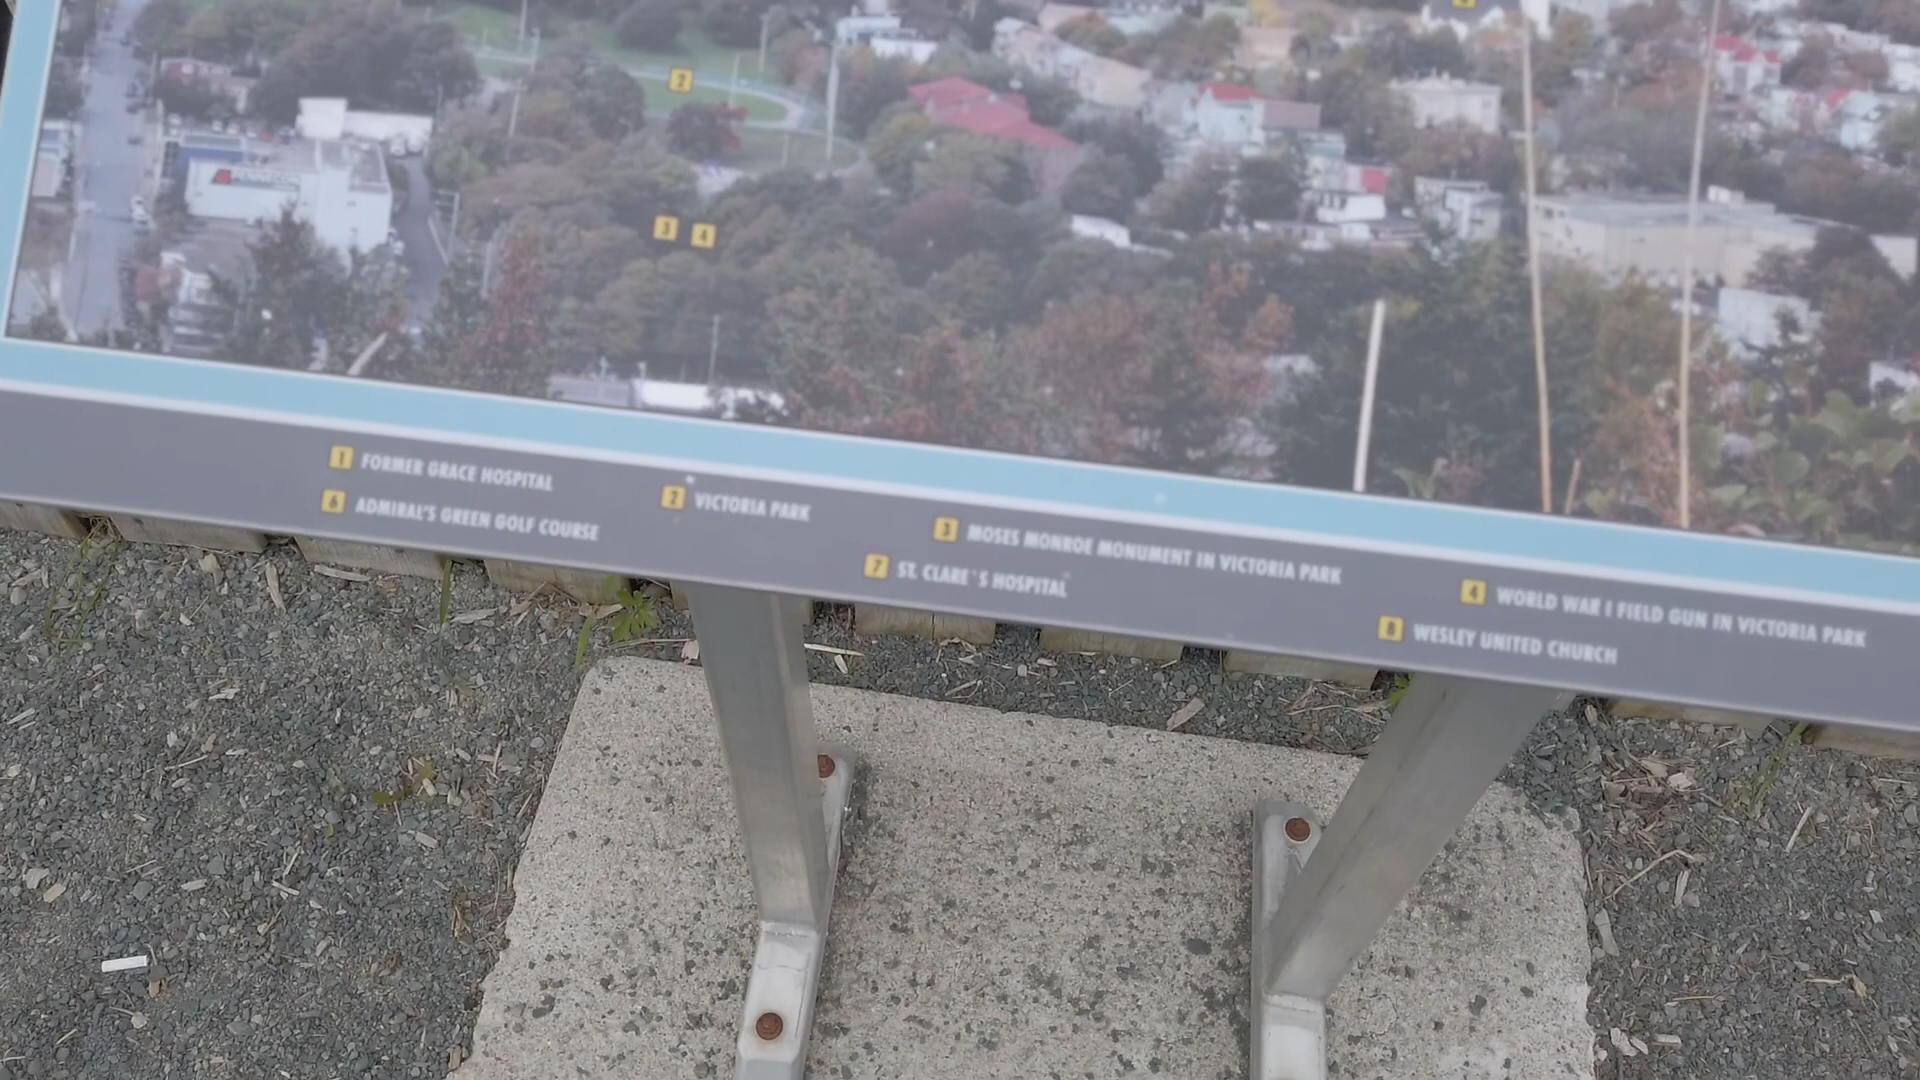 2
3 4
PENNECON
1 FORMER GRACE HOSPITAL
2 VICTORIA PARK
3 MOSES MONROE MONUMENT IN VICTORIA PARK
4 WORLD WAR I FIELD GUN IN VICTORIA PARK
6 ADMIRAL'S GREEN GOLF COURSE
7 ST. CLARE'S HOSPITAL
8 WESLEY UNITED CHURCH